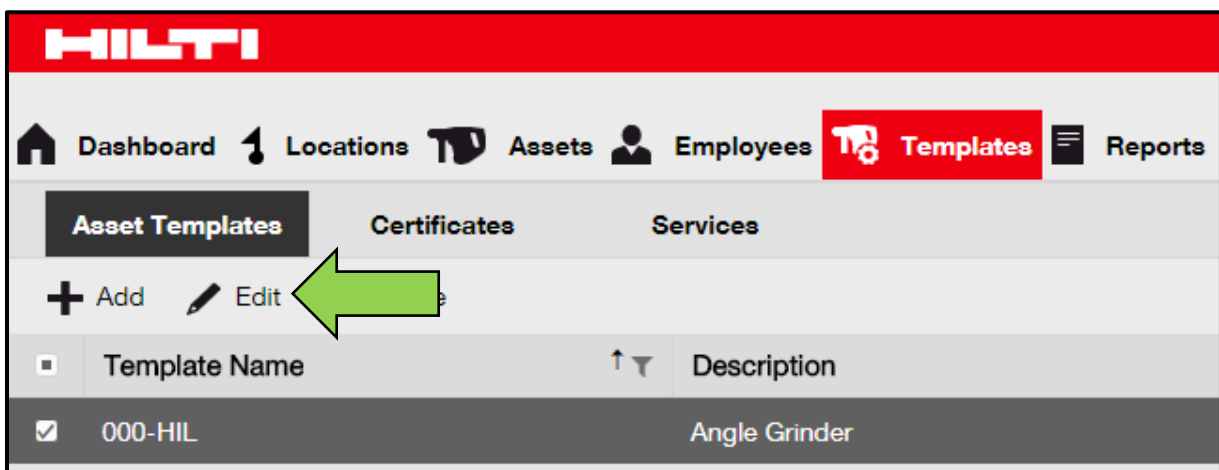 HILTI
Dashboard Locations Assets Employees Templates Reports
Asset Templates Certificates Services
Add Edit
Template Name Description
000-HIL Angle Grinder